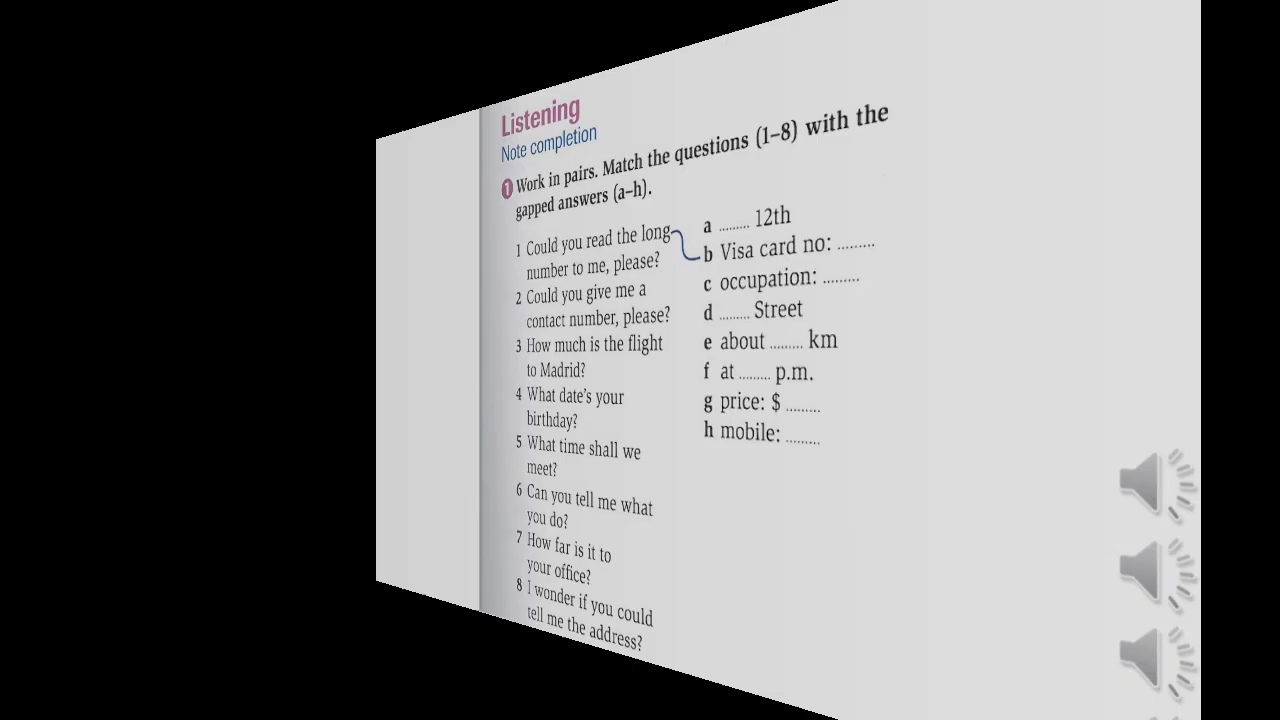 Listening
Note completion
1 Work in pairs. Match the questions (1–8) with the
gapped answers (a–h).
1 Could you read the long
number to me, please?
2 Could you give me a
contact number, please?
3 How much is the flight
to Madrid?
4 What date's your
birthday?
5 What time shall we
meet?
6 Can you tell me what
you do?
7 How far is it to
your office?
8 I wonder if you could
tell me the address?
a ......... 12th
b Visa card no: .........
c occupation: .........
d ......... Street
e about ......... km
f at ......... p.m.
g price: $ .........
h mobile: .........